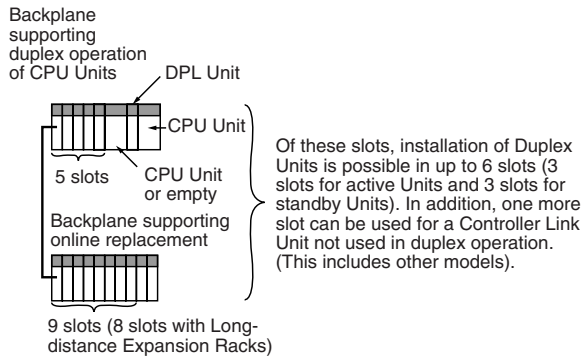 Backplane
supporting
duplex operation
of CPU Units
DPL Unit
CPU Unit
5 slots
CPU Unit
or empty
Backplane supporting
online replacement
9 slots (8 slots with Long-
distance Expansion Racks)
Of these slots, installation of Duplex
Units is possible in up to 6 slots (3
slots for active Units and 3 slots for
standby Units). In addition, one more
slot can be used for a Controller Link
Unit not used in duplex operation.
(This includes other models).